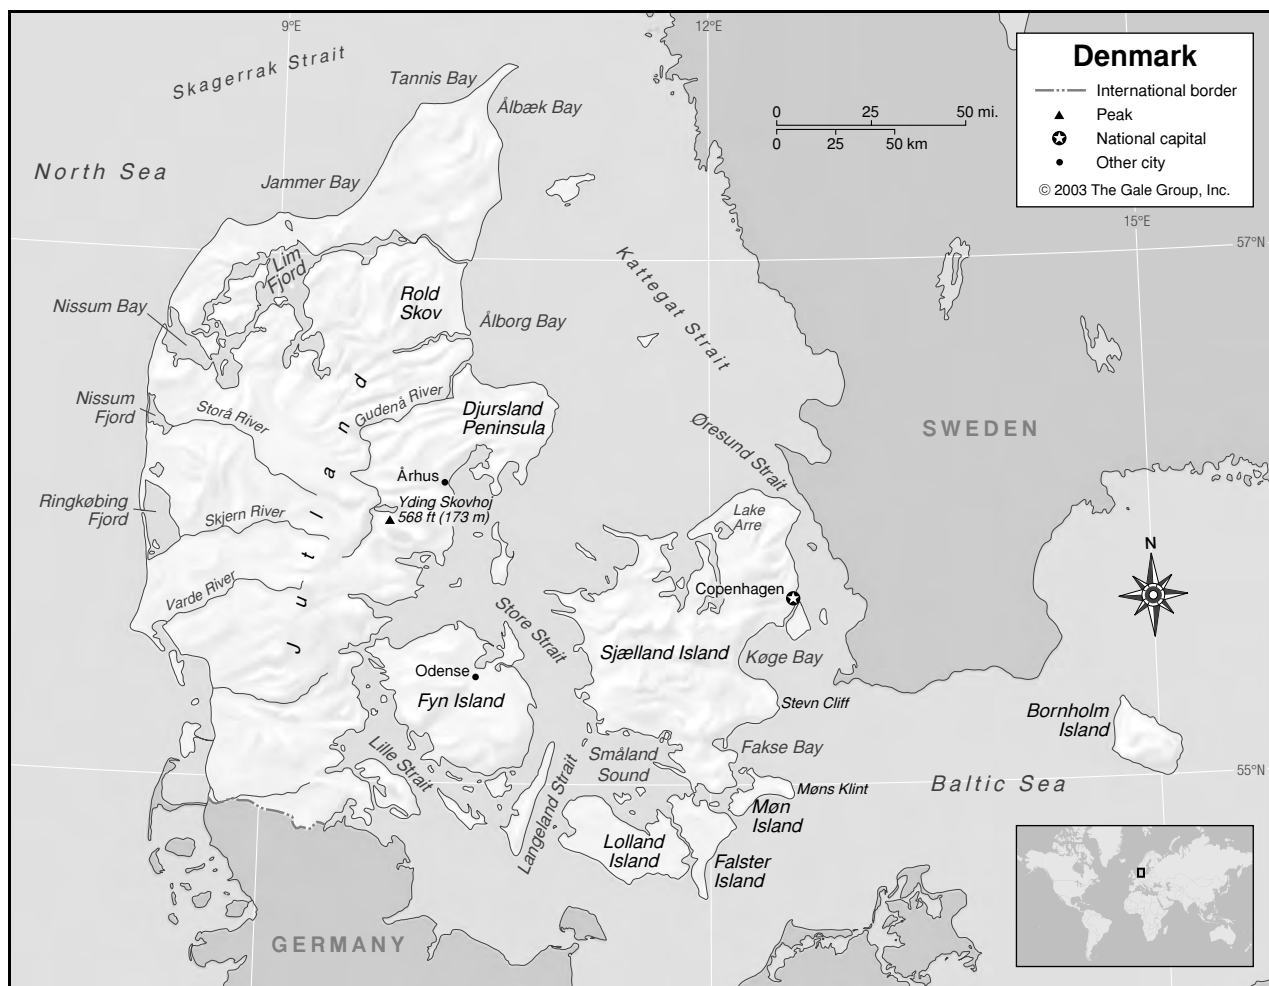 9°E
12°E
Denmark
International border
Peak
National capital
Other city
© 2003 The Gale Group, Inc.
0 25 50 mi.
0 25 50 km
15°E
57°N
55°N
Skagerrak Strait
Tannis Bay
Ålbæk Bay
North Sea
Jammer Bay
Lim
Fjord
Kattegat Strait
Nissum Bay
Rold
Skov
Ålborg Bay
Nissum
Fjord
Storå River
Gudenå River
Djursland
Peninsula
Jutland
SWEDEN
Øresund Strait
Århus
Yding Skovhoj
568 ft (173 m)
Ringkøbing
Fjord
Skjern River
Lake
Arre
N
Varde River
Copenhagen
Store Strait
Sjælland Island
Køge Bay
Odense
Fyn Island
Stevn Cliff
Bornholm
Island
Lille Strait
Småland
Sound
Fakse Bay
Baltic Sea
Langeland Strait
Møns Klint
Møn
Island
Lolland
Island
Falster
Island
GERMANY